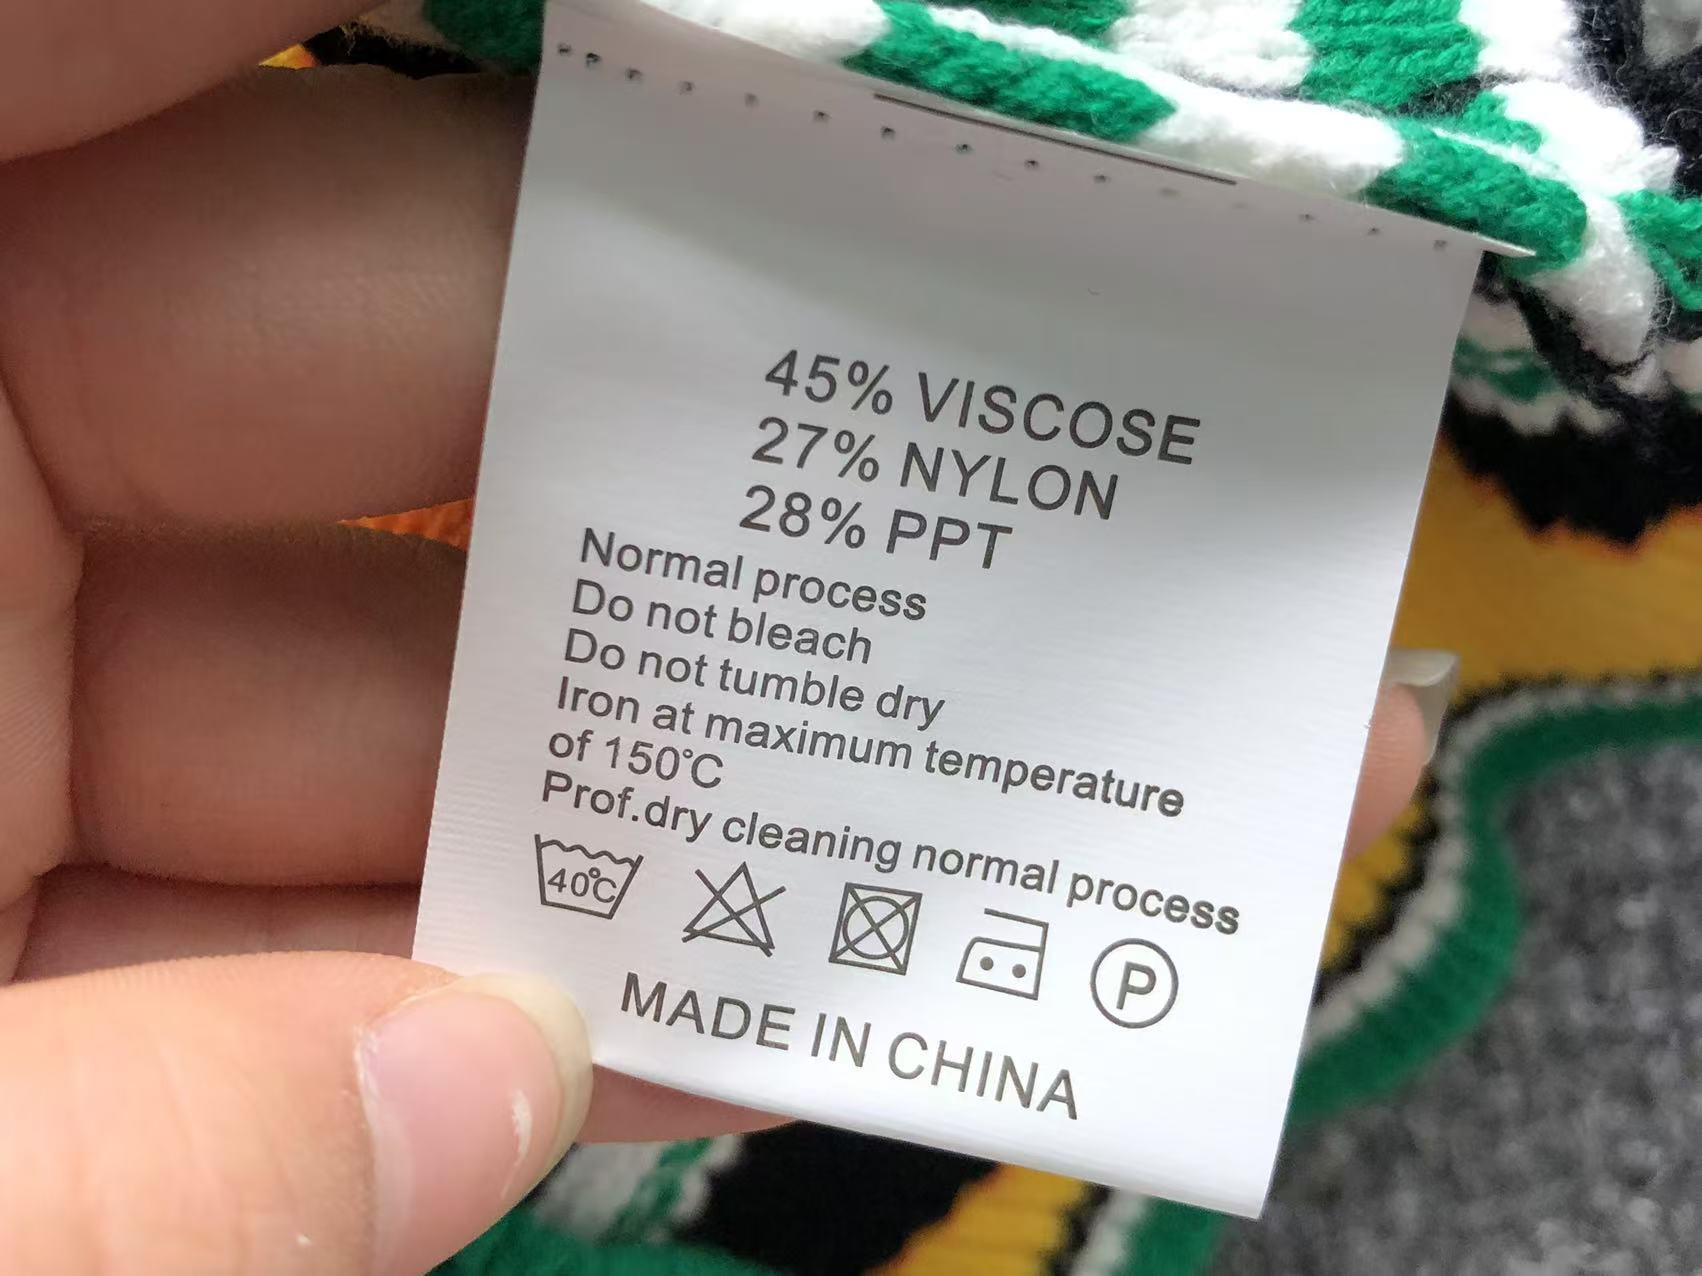 45% VISCOSE
27% NYLON
28% PPT
Normal process
Do not bleach
Do not tumble dry
Iron at maximum temperature
of 150℃
Prof.dry cleaning normal process
40℃ P
MADE IN CHINA